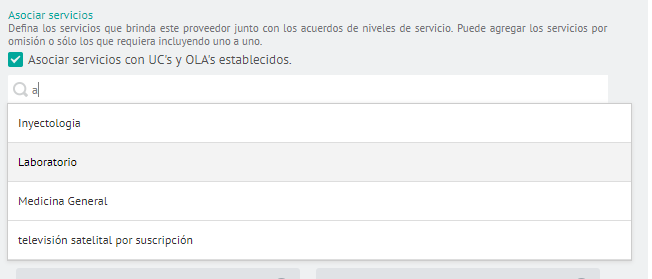 Asociar servicios
Defina los servicios que brinda este proveedor junto con los acuerdos de niveles de servicio. Puede agregar los servicios por
omisión o sólo los que requiera incluyendo uno a uno.
Asociar servicios con UC's y OLA's establecidos.
a
Inyectologia
Laboratorio
Medicina General
televisión satelital por suscripción